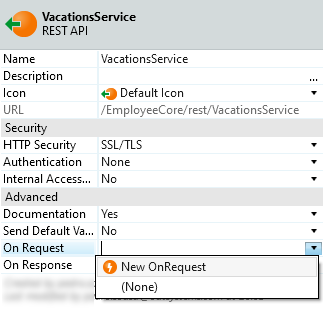 VacationsService
REST API
Name VacationsService
Description ...
Icon Default Icon
URL /EmployeeCore/rest/VacationsService
Security
HTTP Security SSL/TLS
Authentication None
Internal Access... No
Advanced
Documentation Yes
Send Default Va... No
On Request
On Response
New OnRequest
(None)